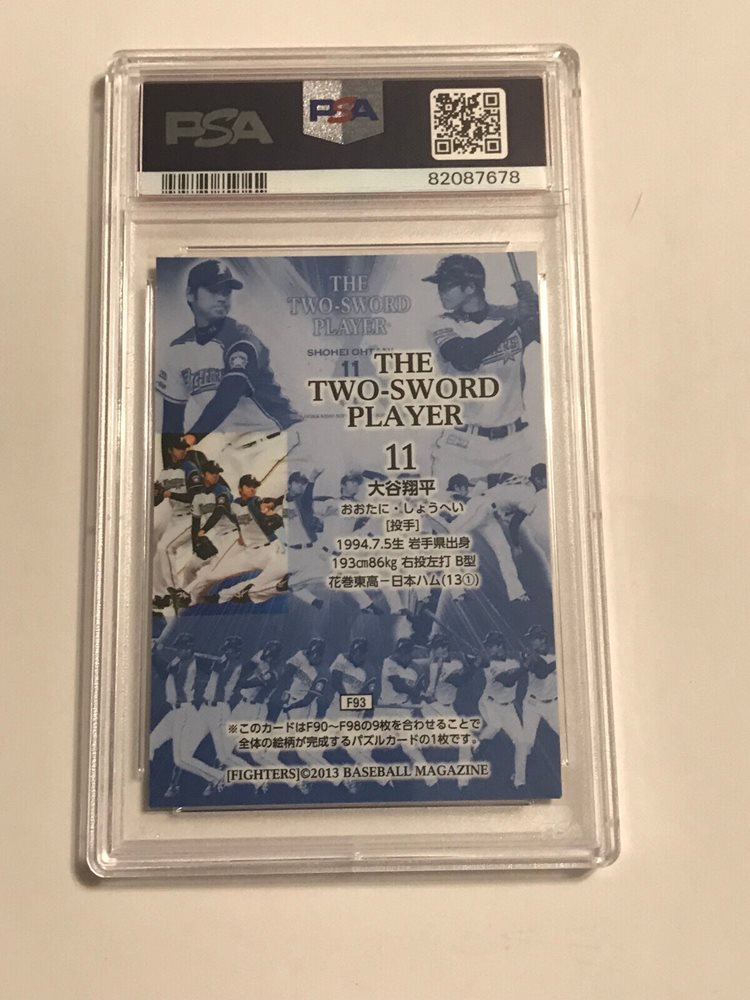 PSA
PSA
82087678
THE
TWO-SWORD
PLAYER
SHOHEI OHT
11
THE
TWO-SWORD
PLAYER
11
大谷翔平
おおたに・しょうへい
[投手]
1994.7.5生 岩手県出身
193cm86kg 右投左打 B型
花巻東高－日本ハム(13①)
F93
※このカードはF90～F98の9枚を合わせることで
全体の絵柄が完成するパズルカードの1枚です。
[FIGHTERS]©2013 BASEBALL MAGAZINE